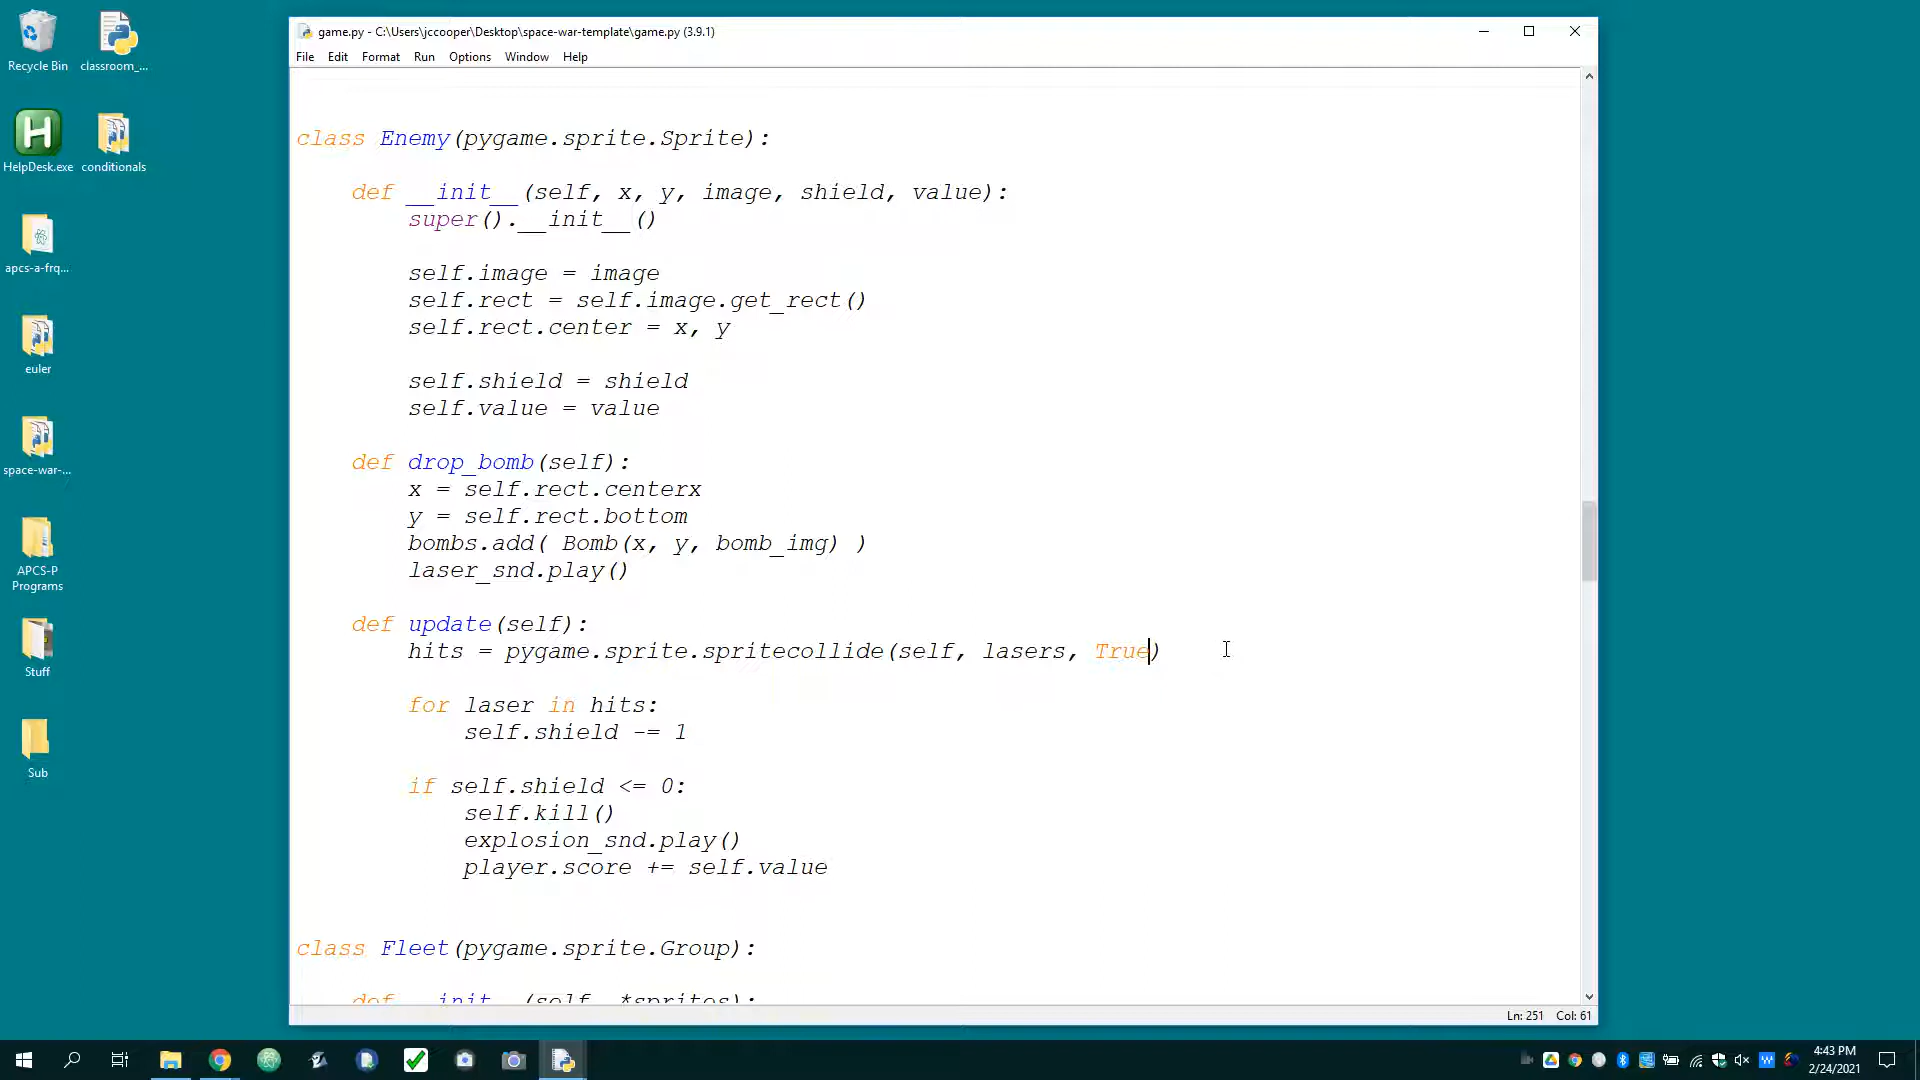 Recycle Bin
classroom_...
HelpDesk.exe
conditionals
apcs-a-frq...
euler
space-war-...
APCS-P
Programs
Stuff
Sub
game.py - C:\Users\jccooper\Desktop\space-war-template\game.py (3.9.1)
File Edit Format Run Options Window Help
class Enemy(pygame.sprite.Sprite):
def __init__(self, x, y, image, shield, value):
super().__init__()
self.image = image
self.rect = self.image.get_rect()
self.rect.center = x, y
self.shield = shield
self.value = value
def drop_bomb(self):
x = self.rect.centerx
y = self.rect.bottom
bombs.add( Bomb(x, y, bomb_img) )
laser_snd.play()
def update(self):
hits = pygame.sprite.spritecollide(self, lasers, True)
for laser in hits:
self.shield -= 1
if self.shield <= 0:
self.kill()
explosion_snd.play()
player.score += self.value
class Fleet(pygame.sprite.Group):
def __init__(self, *sprites):
Ln: 251 Col: 61
4:43 PM
2/24/2021